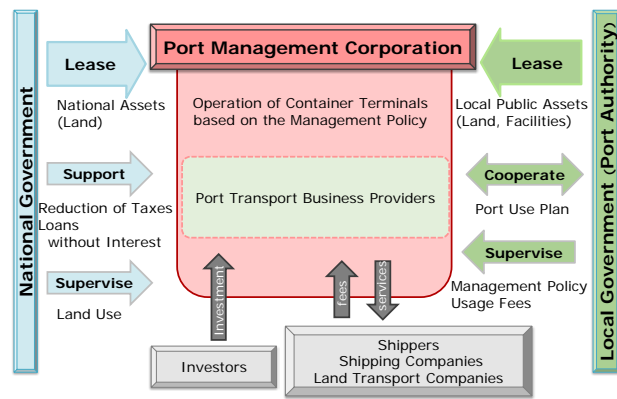 Port Management Corporation
National Government
Lease
National Assets
(Land)
Support
Reduction of Taxes
Loans
without Interest
Supervise
Land Use
Operation of Container Terminals
based on the Management Policy
Port Transport Business Providers
Investment
fees
services
Investors
Shippers
Shipping Companies
Land Transport Companies
Lease
Local Public Assets
(Land, Facilities)
Cooperate
Port Use Plan
Supervise
Management Policy
Usage Fees
Local Government (Port Authority)